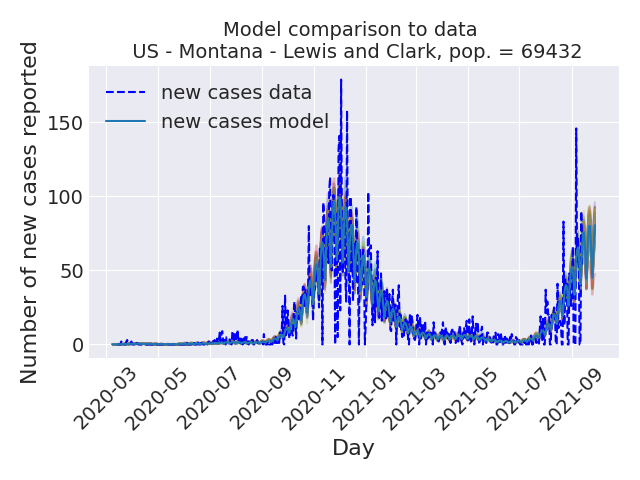 Model comparison to data
US - Montana - Lewis and Clark, pop. = 69432
Number of new cases reported
new cases data
new cases model
150
100
50
0
2020-03
2020-05
2020-07
2020-09
2020-11
2021-01
2021-03
2021-05
2021-07
2021-09
Day